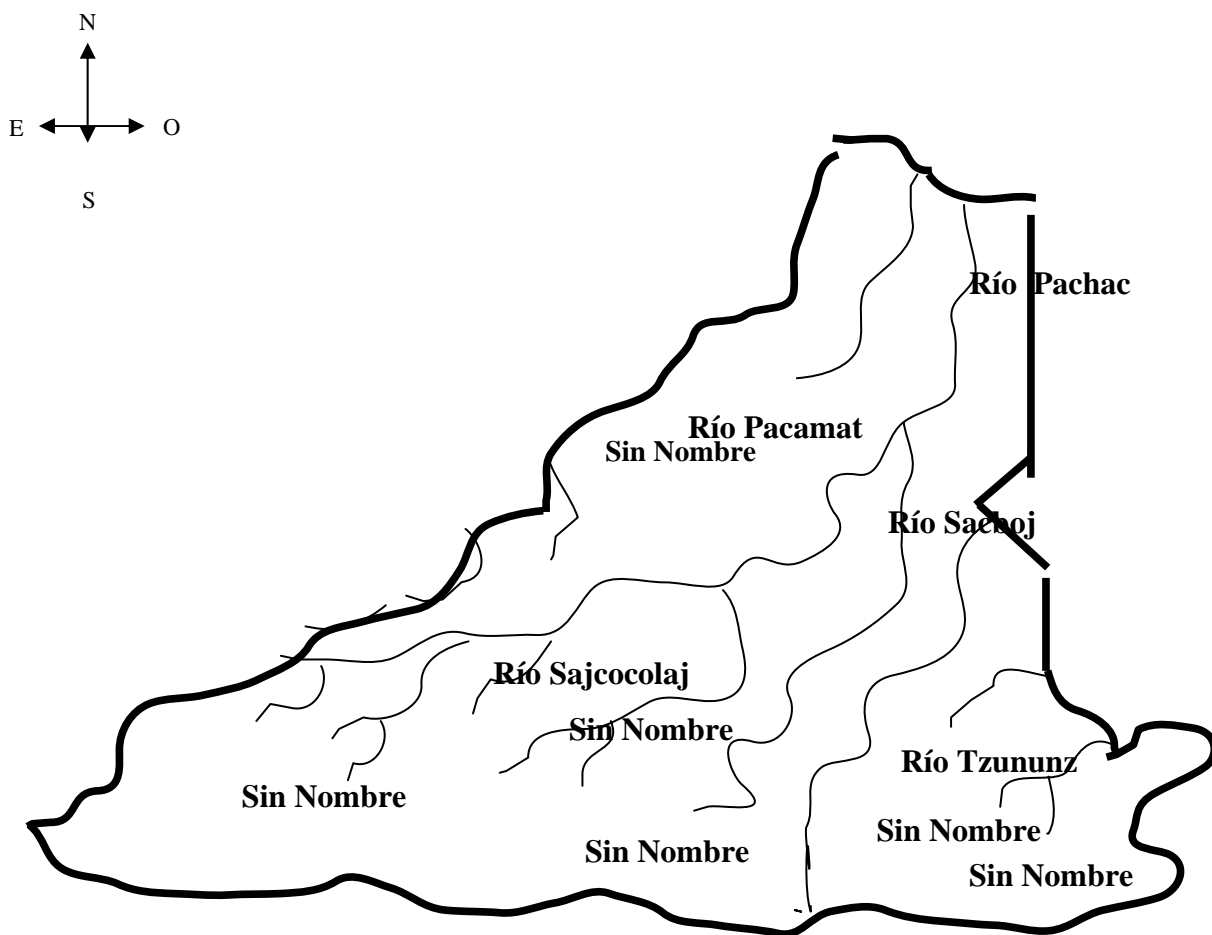 N
E
O
S
Río Pachac
Río Pacamat
Sin Nombre
Río Sacboj
Río Sajcocolaj
Sin Nombre
Río Tzununz
Sin Nombre
Sin Nombre
Sin Nombre
Sin Nombre